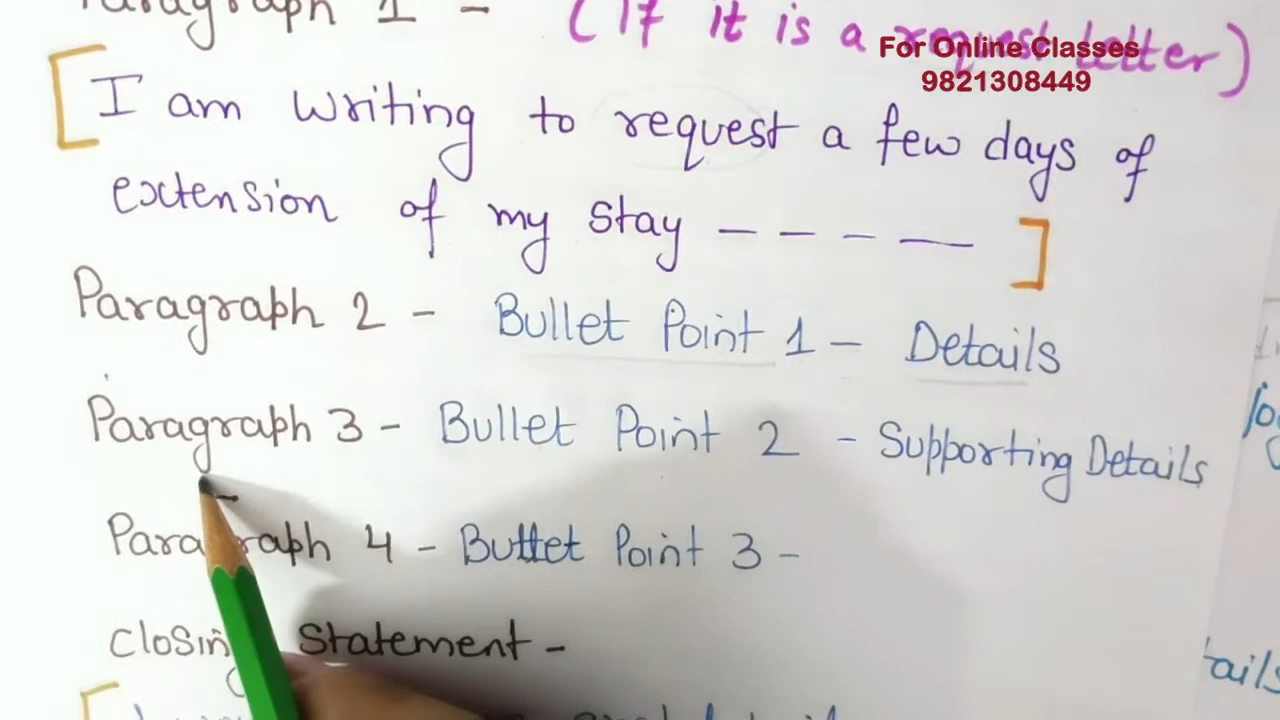 Paragraph 1 - (If it is a request letter)
For Online Classes
9821308449
[I am writing to request a few days of
extension of my stay - - - — ]
Paragraph 2 - Bullet Point 1 - Details
Paragraph 3 - Bullet Point 2 - Supporting Details
Paragraph 4 - Bullet Point 3 -
Closing Statement -